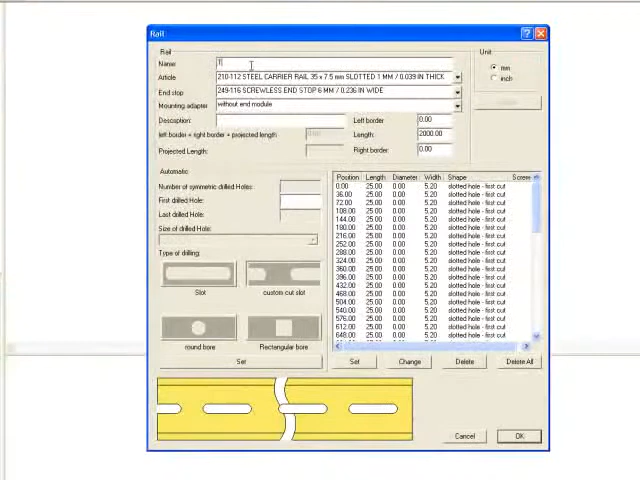 Rail
Rail
Name: T
Article 210-112 STEEL CARRIER RAIL 35 x 7.5 mm SLOTTED 1 MM / 0.039 IN THICK
End stop 249-116 SCREWLESS END STOP 6 MM / 0.236 IN WIDE
Mounting adapter without end module
Description:
Left border 0.00
left border + right border + projected length: 0.00
Length: 2000.00
Projected Length:
Right border: 0.00
Unit
mm
inch
Automatic
Number of symmetric drilled Holes:
First drilled Hole:
Last drilled Hole:
Size of drilled Hole:
Type of drilling:
Slot
custom cut slot
round bore
Rectangular bore
Set
Position Length Diameter Width Shape Screw
0.00 25.00 0.00 5.20 slotted hole - first cut
36.00 25.00 0.00 5.20 slotted hole - first cut
72.00 25.00 0.00 5.20 slotted hole - first cut
108.00 25.00 0.00 5.20 slotted hole - first cut
144.00 25.00 0.00 5.20 slotted hole - first cut
180.00 25.00 0.00 5.20 slotted hole - first cut
216.00 25.00 0.00 5.20 slotted hole - first cut
252.00 25.00 0.00 5.20 slotted hole - first cut
288.00 25.00 0.00 5.20 slotted hole - first cut
324.00 25.00 0.00 5.20 slotted hole - first cut
360.00 25.00 0.00 5.20 slotted hole - first cut
396.00 25.00 0.00 5.20 slotted hole - first cut
432.00 25.00 0.00 5.20 slotted hole - first cut
468.00 25.00 0.00 5.20 slotted hole - first cut
504.00 25.00 0.00 5.20 slotted hole - first cut
540.00 25.00 0.00 5.20 slotted hole - first cut
576.00 25.00 0.00 5.20 slotted hole - first cut
612.00 25.00 0.00 5.20 slotted hole - first cut
648.00 25.00 0.00 5.20 slotted hole - first cut
Set Change Delete Delete All
Cancel OK